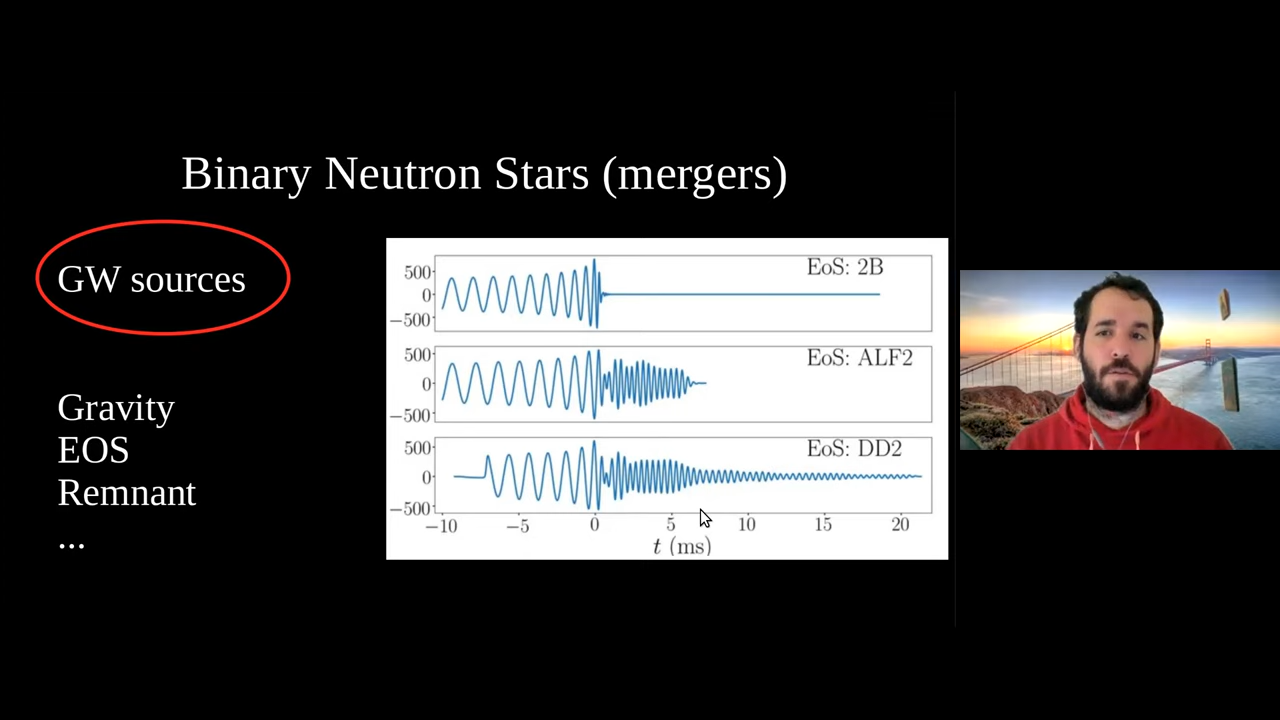 Binary Neutron Stars (mergers)
GW sources
Gravity
EOS
Remnant
...
EoS: 2B
500
0
−500
EoS: ALF2
500
0
−500
EoS: DD2
500
0
−500
−10 −5 0 5 10 15 20
t (ms)